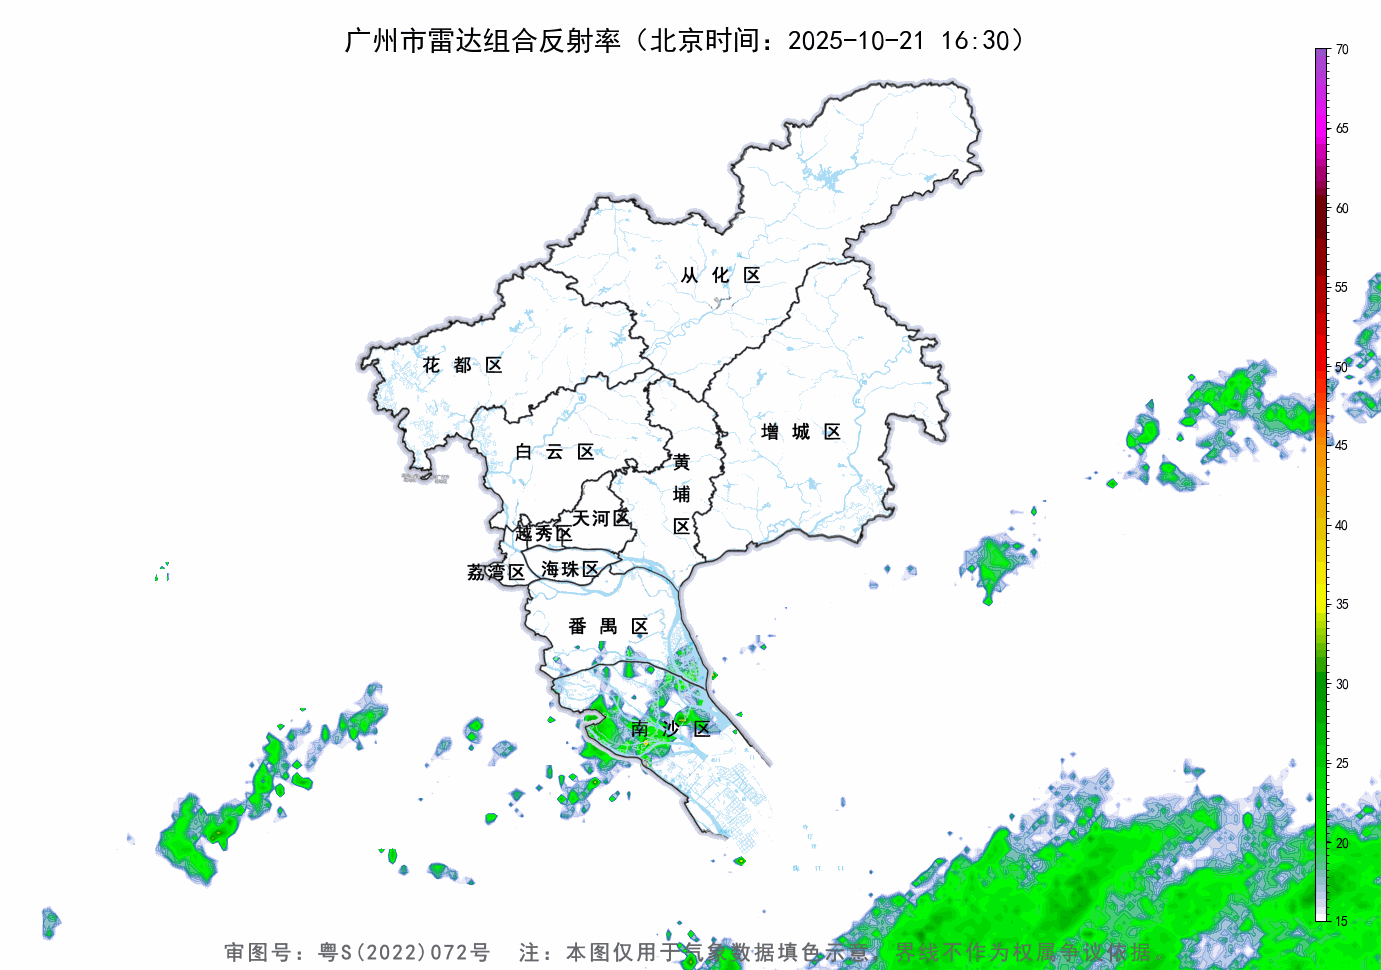 广州市雷达组合反射率（北京时间：2025-10-21 16:30）
70
65
60
55
50
45
40
35
30
25
20
15
从化区
花都区
增城区
白云区
黄埔区
天河区
越秀区
荔湾区
海珠区
番禺区
南沙区
审图号：粤S(2022)072号 注：本图仅用于气象数据填色示意，界线不作为权属争议依据。